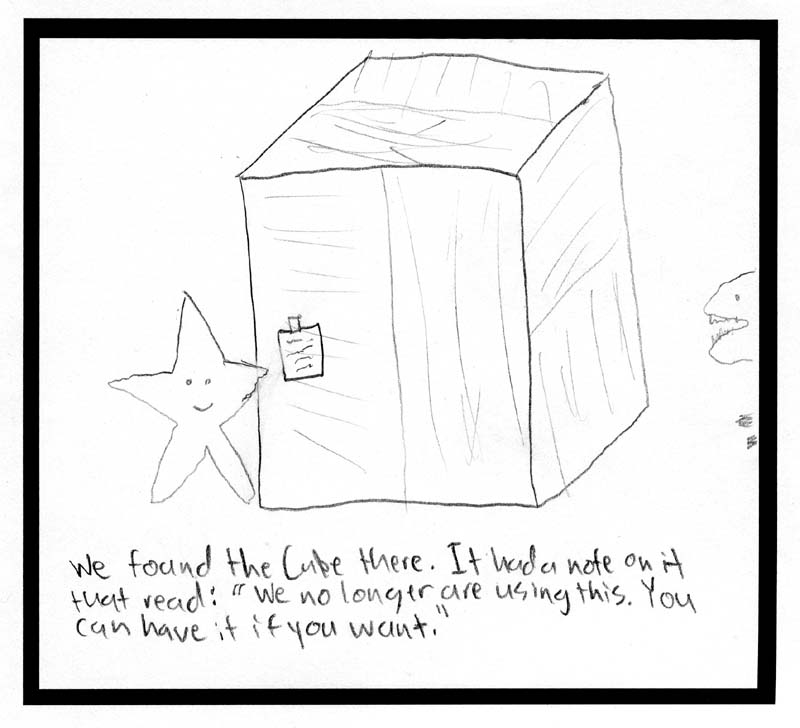 We found the Cube there. It had a note on it
that read: "We no longer are using this. You
can have it if you want."